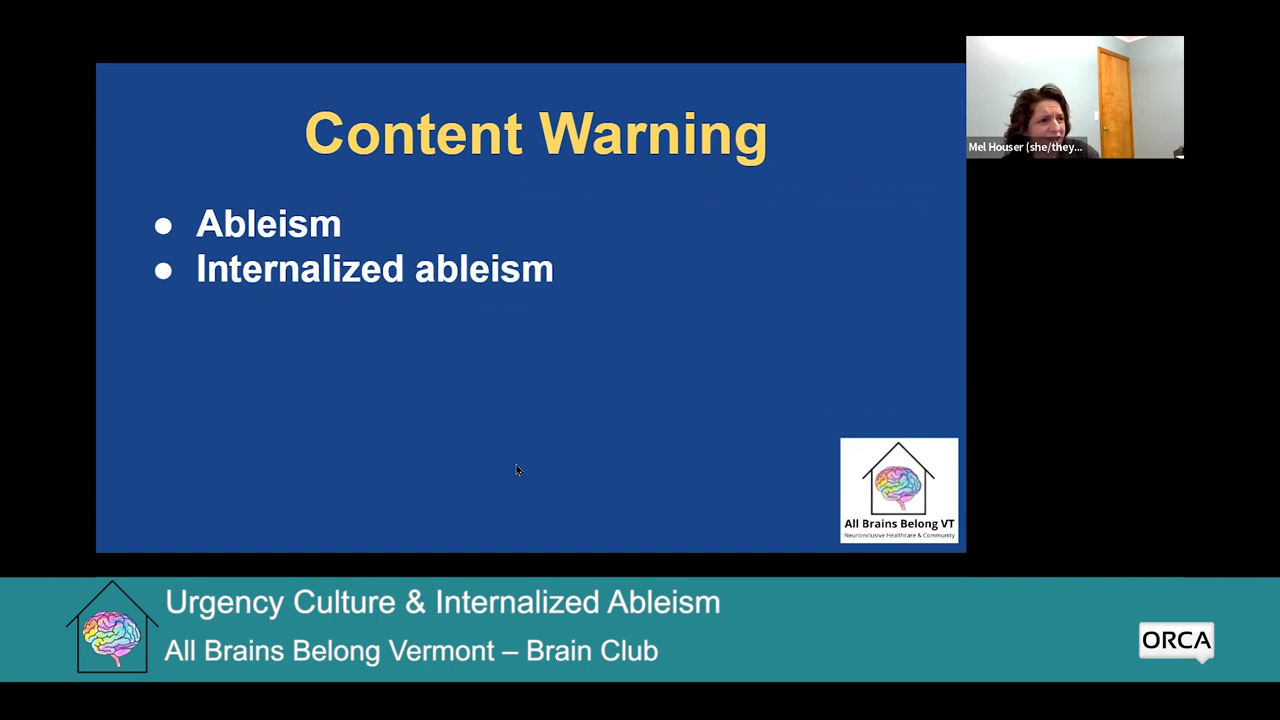 Content Warning
● Ableism
● Internalized ableism
Mel Houser (she/they...
All Brains Belong VT
Neuroinclusive Healthcare & Community
Urgency Culture & Internalized Ableism
All Brains Belong Vermont – Brain Club
ORCA